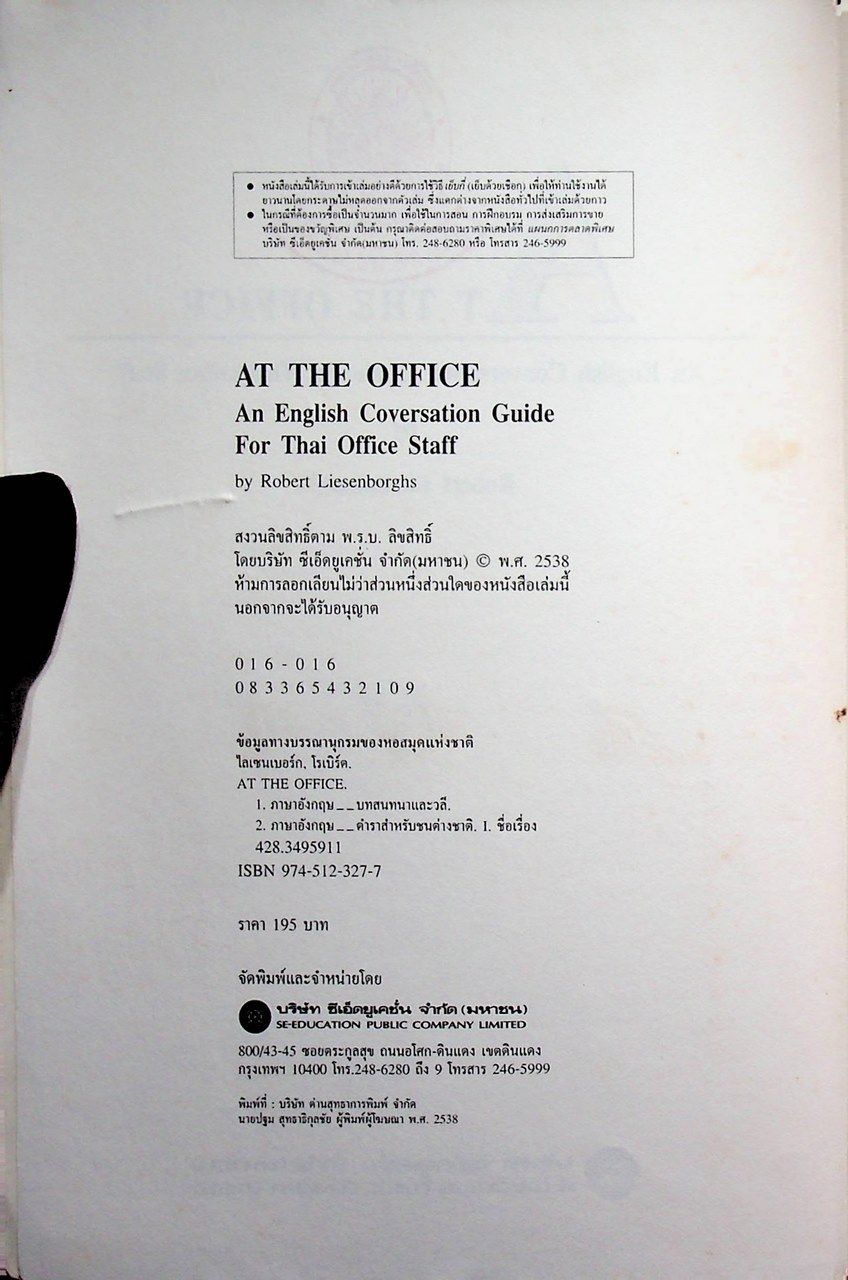 ● หนังสือเล่มนี้ได้รับการเข้าเล่มอย่างดีด้วยการใช้วิธี เย็บกี่ (เย็บด้วยเชือก) เพื่อให้ท่านใช้งานได้
ยาวนานโดยกระดาษไม่หลุดออกจากตัวเล่ม ซึ่งแตกต่างจากหนังสือทั่วไปที่เข้าเล่มด้วยกาว
● ในกรณีที่ต้องการซื้อเป็นจำนวนมาก เพื่อใช้ในการสอน การฝึกอบรม การส่งเสริมการขาย
หรือเป็นของขวัญพิเศษ เป็นต้น กรุณาติดต่อสอบถามราคาพิเศษได้ที่ แผนกการตลาดพิเศษ
บริษัท ซีเอ็ดยูเคชั่น จำกัด(มหาชน) โทร. 248-6280 หรือ โทรสาร 246-5999
AT THE OFFICE
An English Coversation Guide
For Thai Office Staff
by Robert Liesenborghs
สงวนลิขสิทธิ์ตาม พ.ร.บ. ลิขสิทธิ์
โดยบริษัท ซีเอ็ดยูเคชั่น จำกัด(มหาชน) © พ.ศ. 2538
ห้ามการลอกเลียนไม่ว่าส่วนหนึ่งส่วนใดของหนังสือเล่มนี้
นอกจากจะได้รับอนุญาต
016-016
083365432109
ข้อมูลทางบรรณานุกรมของหอสมุดแห่งชาติ
ไลเซนเบอร์ก, โรเบิร์ต.
AT THE OFFICE.
1. ภาษาอังกฤษ__บทสนทนาและวลี.
2. ภาษาอังกฤษ__ตำราสำหรับชนต่างชาติ. I. ชื่อเรื่อง
428.3495911
ISBN 974-512-327-7
ราคา 195 บาท
จัดพิมพ์และจำหน่ายโดย
บริษัท ซีเอ็ดยูเคชั่น จำกัด (มหาชน)
SE-EDUCATION PUBLIC COMPANY LIMITED
800/43-45 ซอยตระกูลสุข ถนนอโศก-ดินแดง เขตดินแดง
กรุงเทพฯ 10400 โทร.248-6280 ถึง 9 โทรสาร 246-5999
พิมพ์ที่ : บริษัท ด่านสุทธาการพิมพ์ จำกัด
นายปฐม สุทธาธิกุลชัย ผู้พิมพ์ผู้โฆษณา พ.ศ. 2538